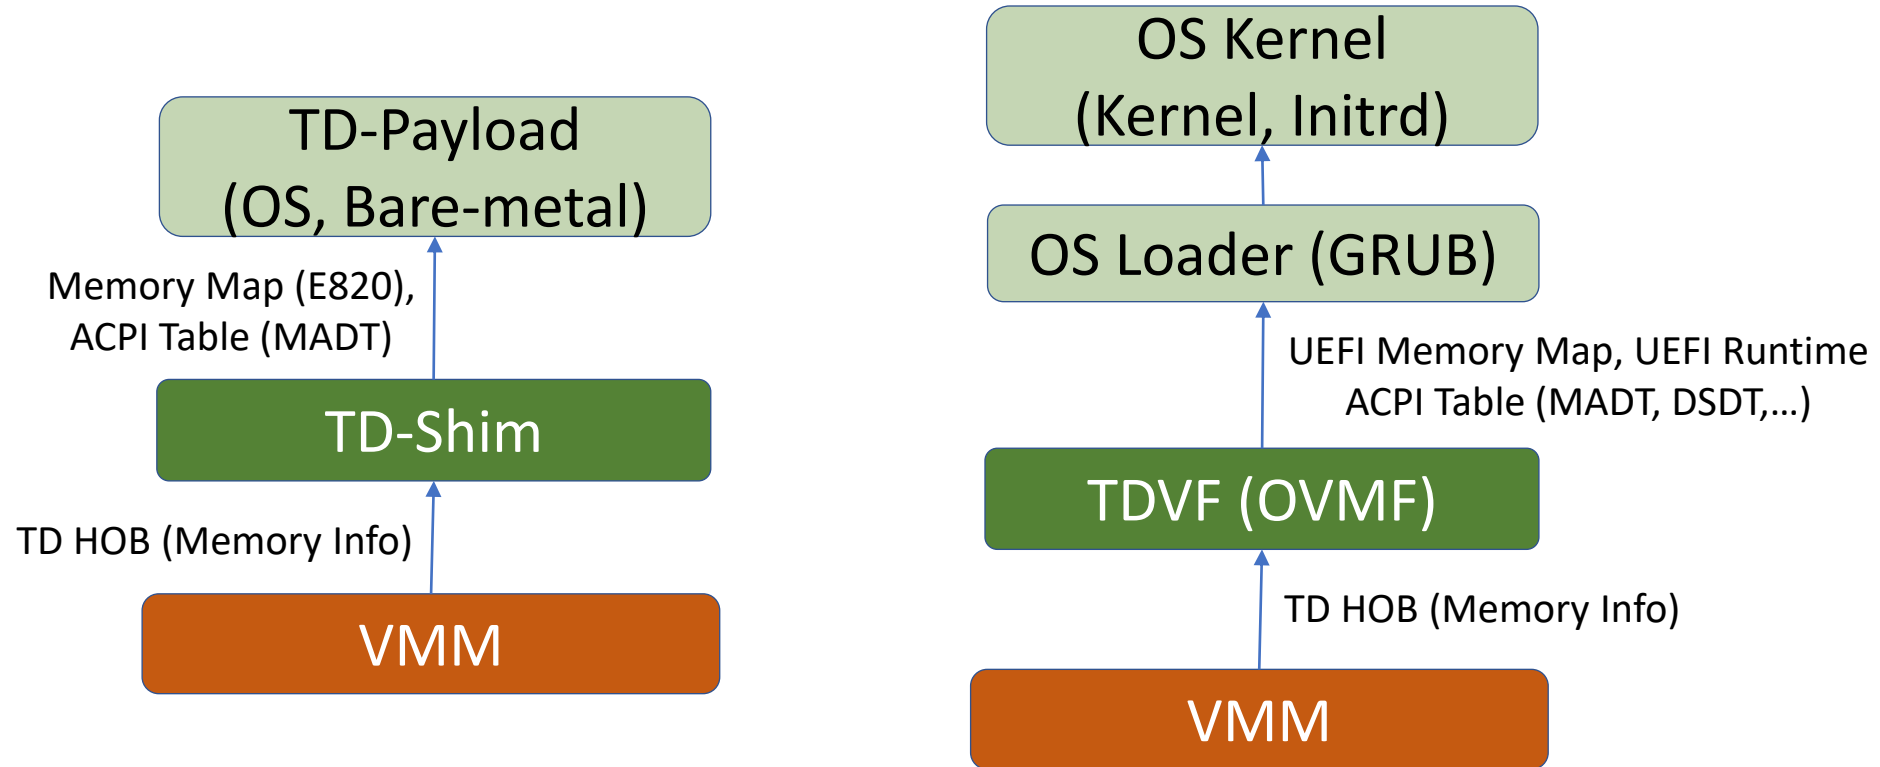 TD-Payload
(OS, Bare-metal)
Memory Map (E820),
ACPI Table (MADT)
TD-Shim
TD HOB (Memory Info)
VMM
OS Kernel
(Kernel, Initrd)
OS Loader (GRUB)
UEFI Memory Map, UEFI Runtime
ACPI Table (MADT, DSDT,...)
TDVF (OVMF)
TD HOB (Memory Info)
VMM